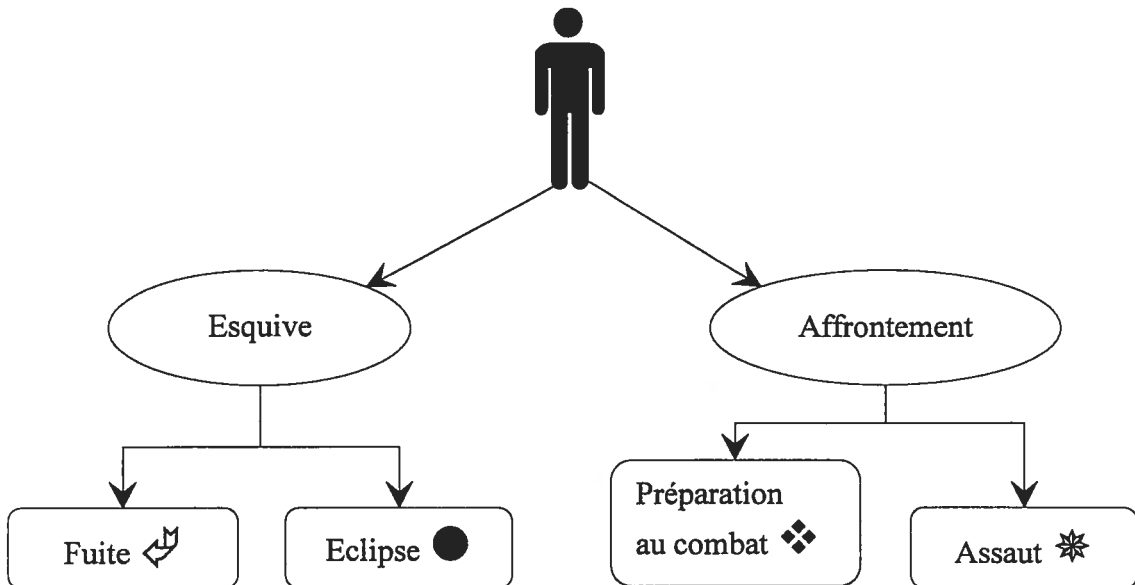 Esquive
Affrontement
Fuite
Eclipse
Préparation
au combat
Assaut